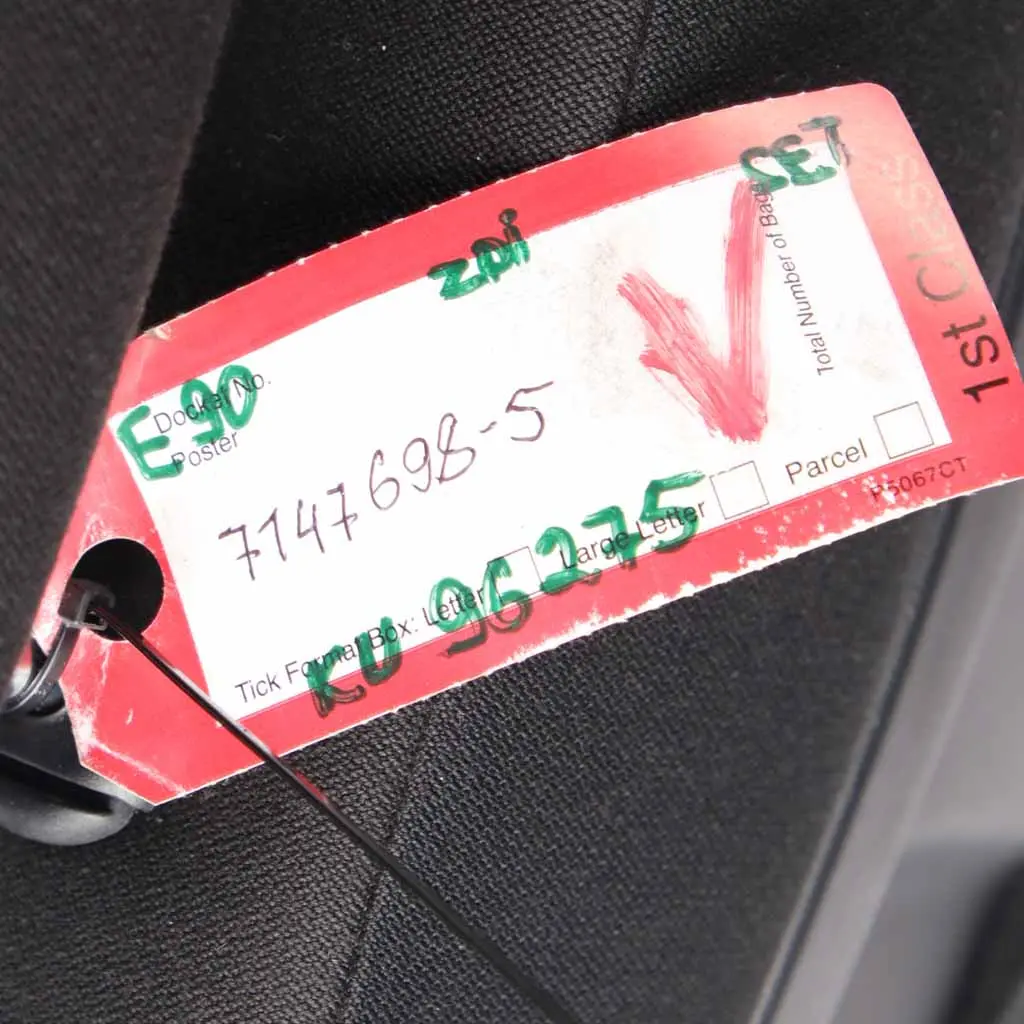 CET
zpi
E90
Docket No.
Poster
Total Number of Bags
1st Class
7147698-5
Tick Format Box: Letter Large Letter Parcel
P5067CT
KU 96275